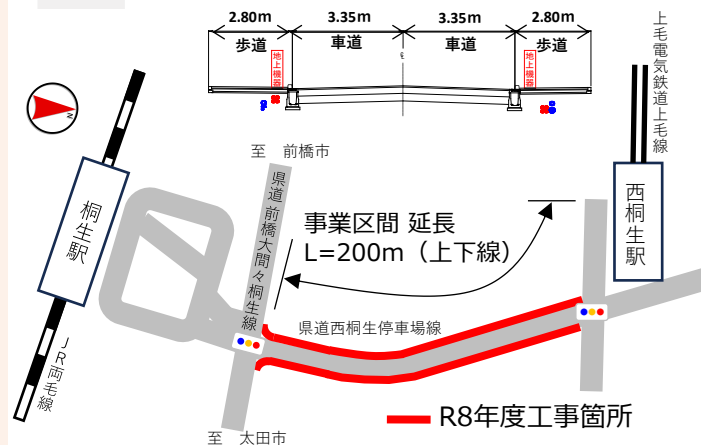 2.80m
3.35m
3.35m
2.80m
歩道
車道
車道
歩道
地上機器
地上機器
℄
N
上毛電気鉄道上毛線
至 前橋市
桐生駅
県道 前橋大間々桐生線
事業区間 延長
L=200m（上下線）
西桐生駅
県道西桐生停車場線
JR両毛線
R8年度工事箇所
至 太田市